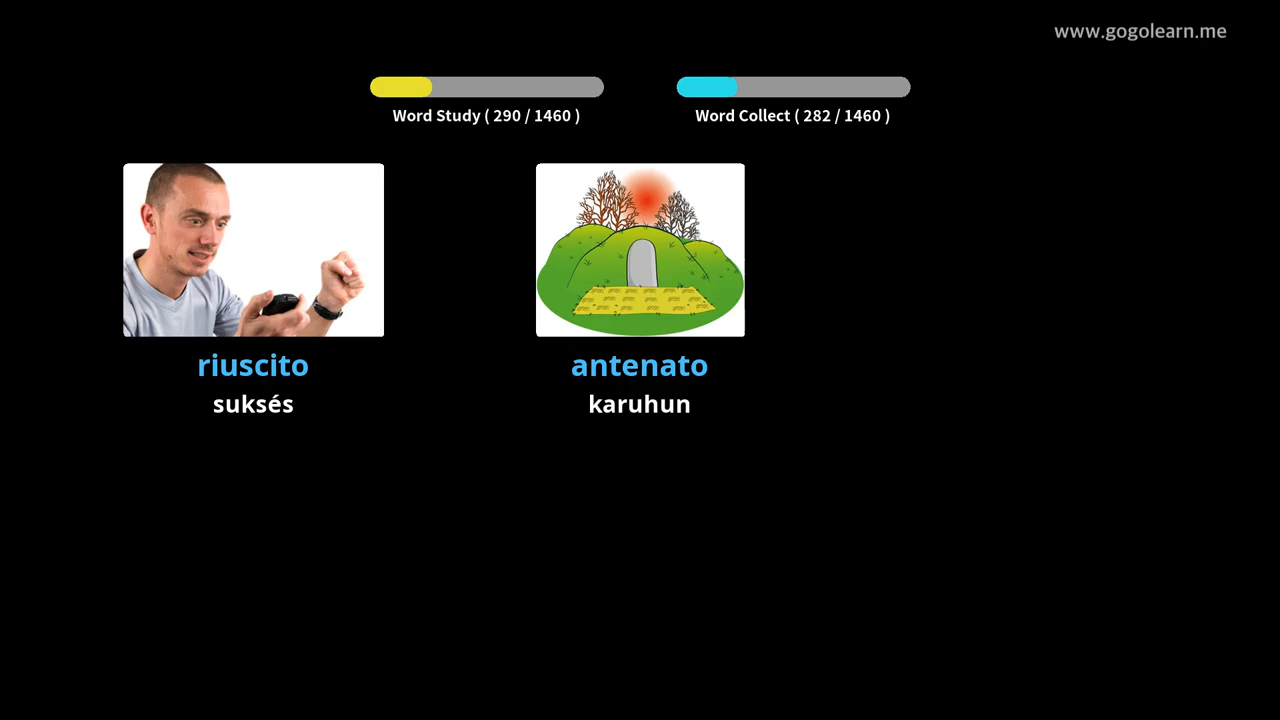 www.gogolearn.me
Word Study ( 290 / 1460 )
Word Collect ( 282 / 1460 )
riuscito
suksés
antenato
karuhun